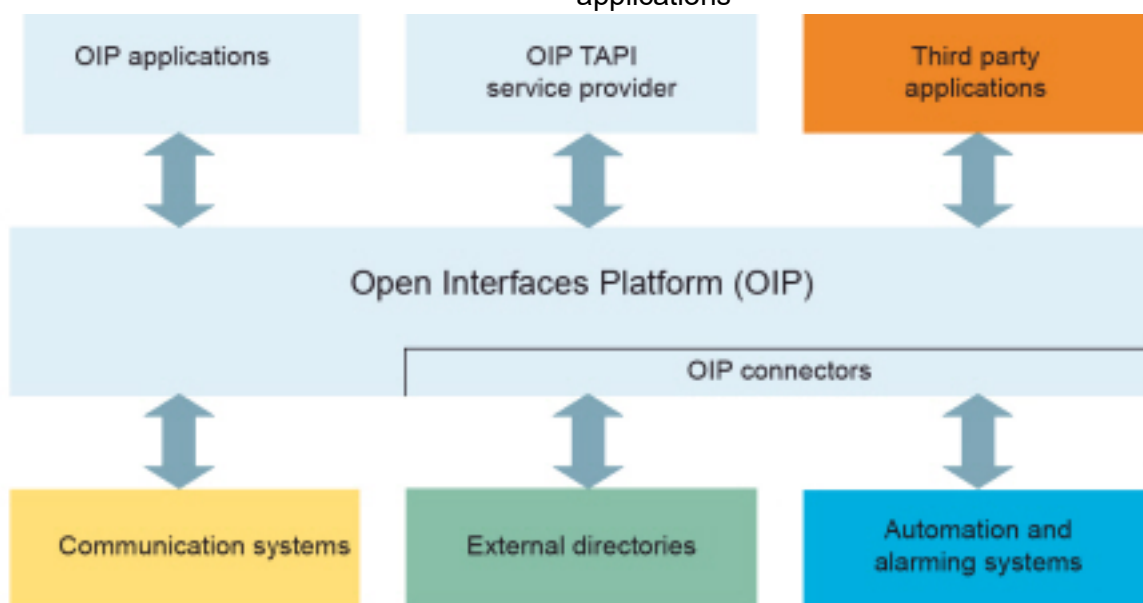 applications
OIP applications
OIP TAPI
service provider
Third party
applications
Open Interfaces Platform (OIP)
OIP connectors
Communication systems
External directories
Automation and
alarming systems